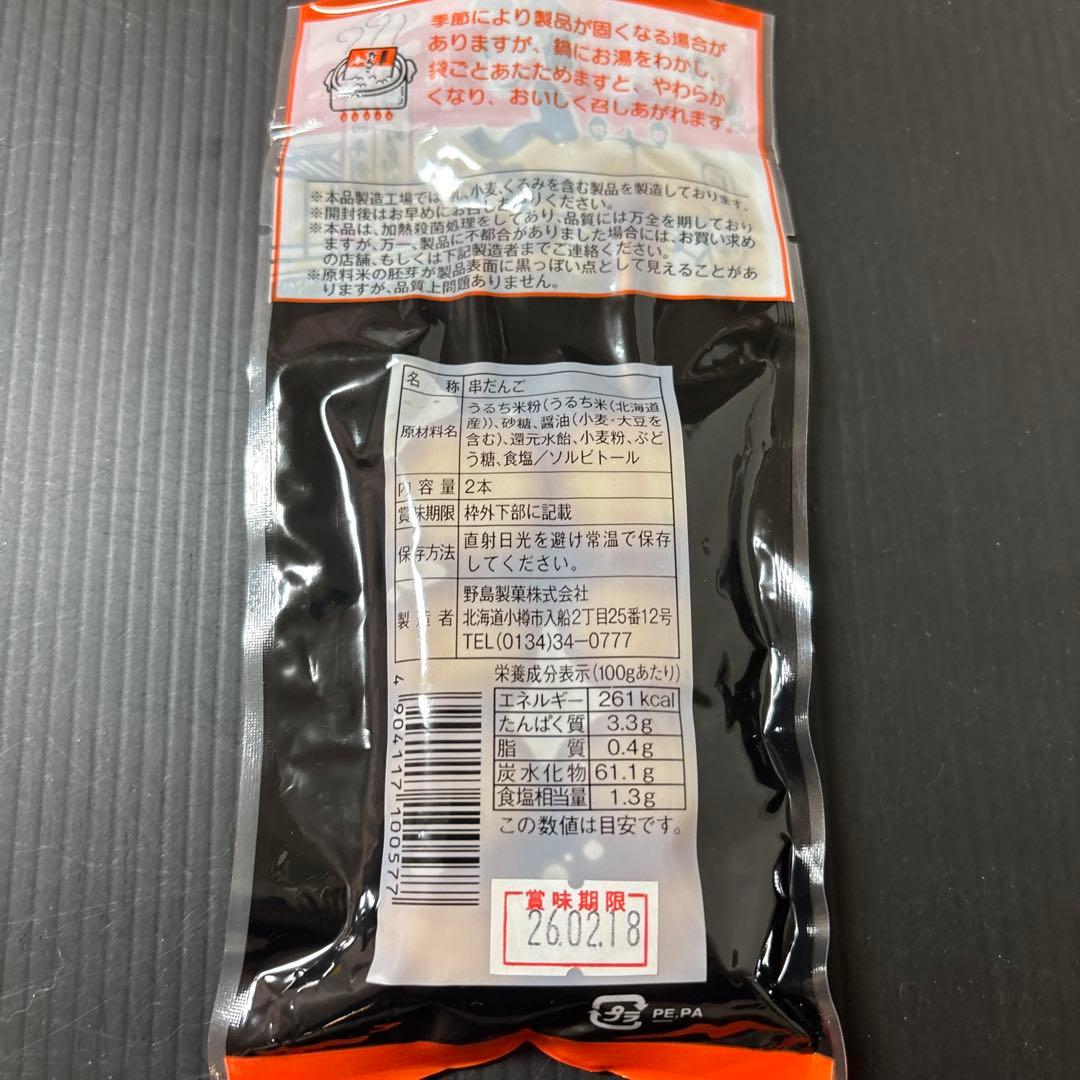 季節により製品が固くなる場合が
ありますが、鍋にお湯をわかし、
袋ごとあたためますと、やわらか
くなり、おいしく召しあがれます。
※本品製造工場では、小麦、くるみを含む製品を製造しております。
※開封後はお早めにお召しあがりください。
※本品は、加熱殺菌処理をしてあり、品質には万全を期しており
ますが、万一、製品に不都合がありました場合には、お買い求め
の店舗、もしくは下記製造者までご連絡ください。
※原料米の胚芽が製品表面に黒っぽい点として見えることがあ
りますが、品質上問題ありません。
名 称 串だんご
原材料名 うるち米粉(うるち米(北海道
産))、砂糖、醤油(小麦・大豆を
含む)、還元水飴、小麦粉、ぶど
う糖、食塩/ソルビトール
内容量 2本
賞味期限 枠外下部に記載
保存方法 直射日光を避け常温で保存
してください。
製造者 野島製菓株式会社
北海道小樽市入船2丁目25番12号
TEL(0134)34-0777
栄養成分表示(100gあたり)
エネルギー 261kcal
たんぱく質 3.3g
脂 質 0.4g
炭水化物 61.1g
食塩相当量 1.3g
この数値は目安です。
4 904117 100577
賞味期限
26.02.18
プラ PE,PA